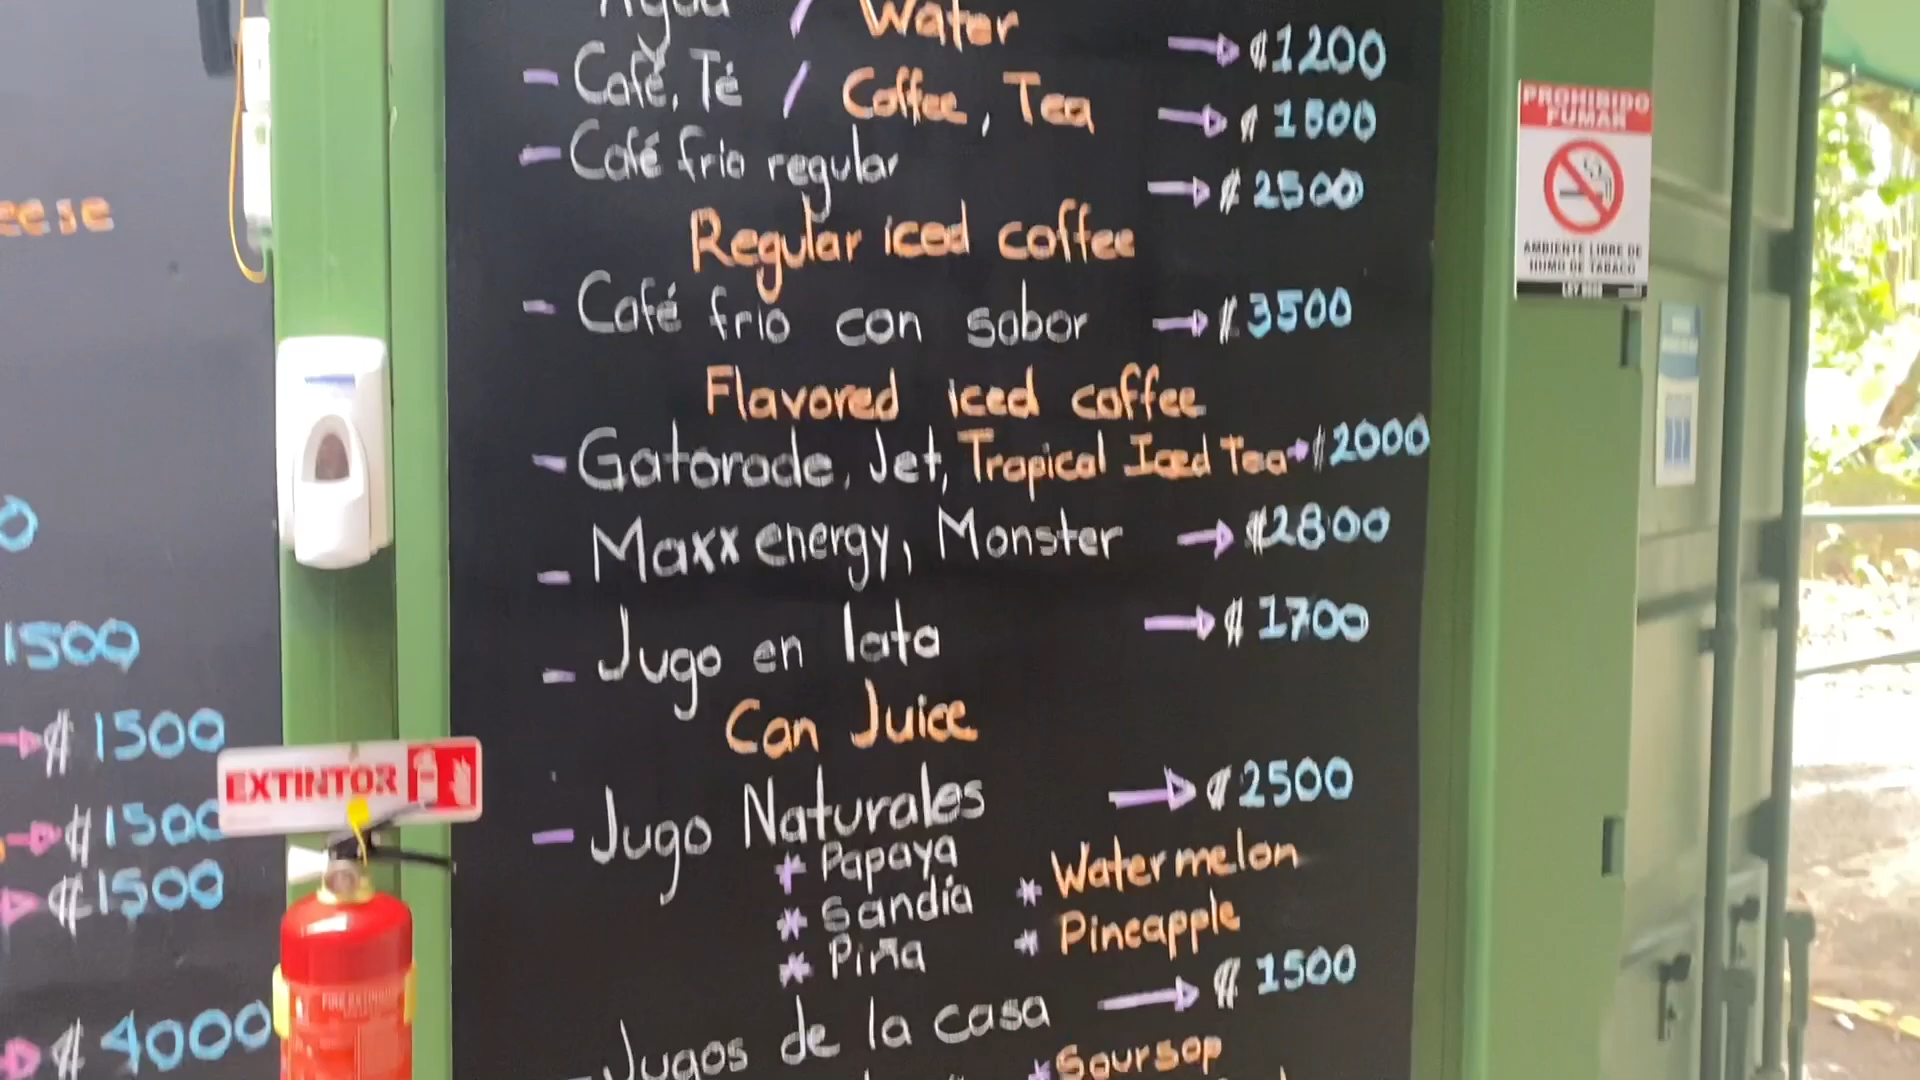 Agua / Water → ₡1200
- Café, Té / Coffee, Tea → ₡1500
- Café frio regular → ₡2500
Regular iced coffee
- Café frio con sabor → ₡3500
Flavored iced coffee
- Gatorade, Jet, Tropical Iced Tea → ₡2000
- Maxx energy, Monster → ₡2800
- Jugo en lata → ₡1700
Can Juice
- Jugo Naturales → ₡2500
* Papaya
* Sandía * Watermelon
* Piña * Pineapple
- Jugos de la casa → ₡1500
* Soursop
1500
→ ₡1500
→ ₡1500
→ ₡1500
→ ₡4000
EXTINTOR
PROHIBIDO
FUMAR
AMBIENTE LIBRE DE
HUMO DE TABACO